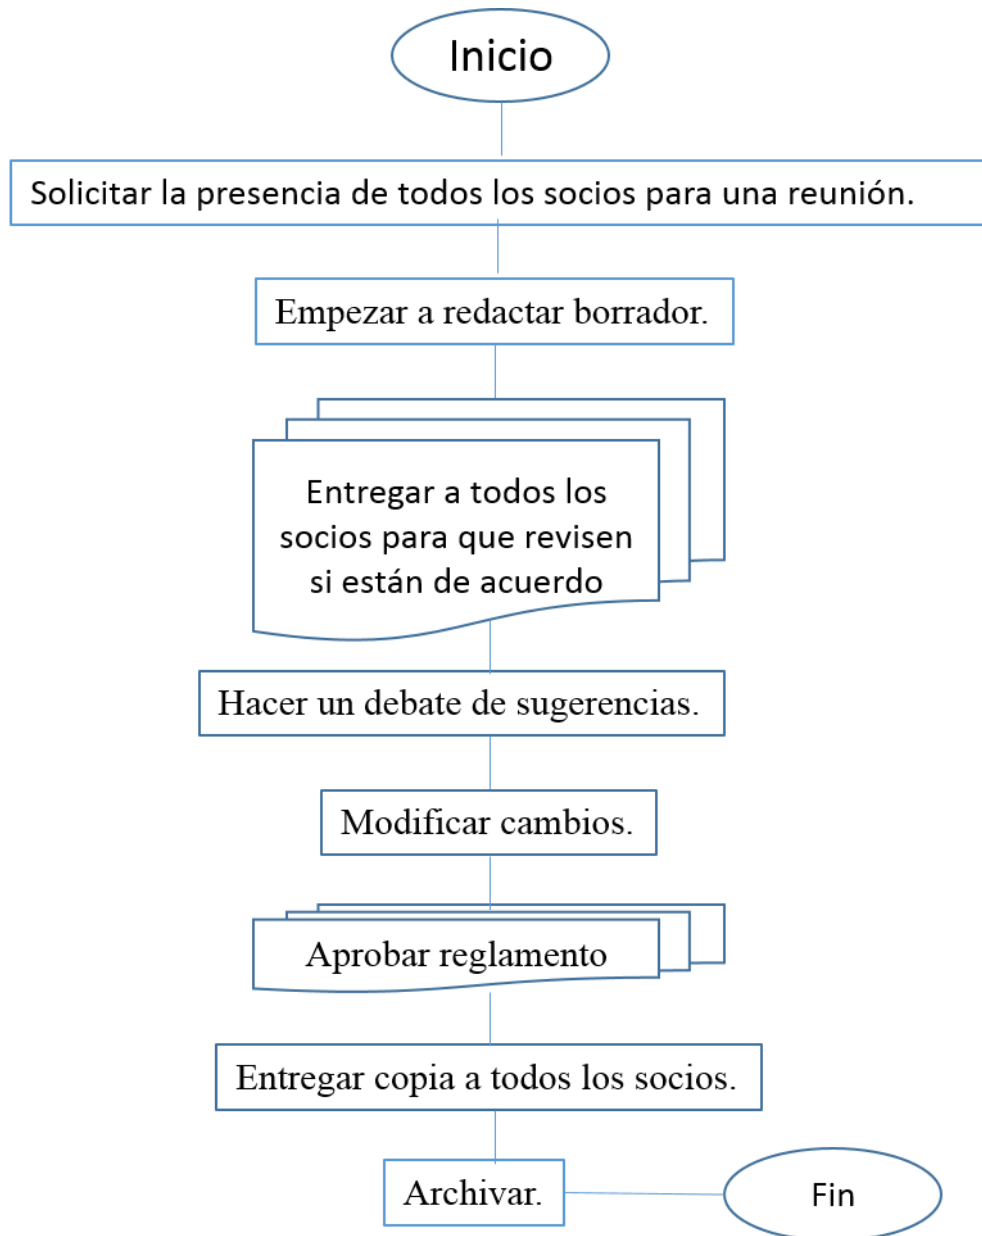 Inicio
Solicitar la presencia de todos los socios para una reunión.
Empezar a redactar borrador.
Entregar a todos los
socios para que revisen
si están de acuerdo
Hacer un debate de sugerencias.
Modificar cambios.
Aprobar reglamento
Entregar copia a todos los socios.
Archivar.
Fin